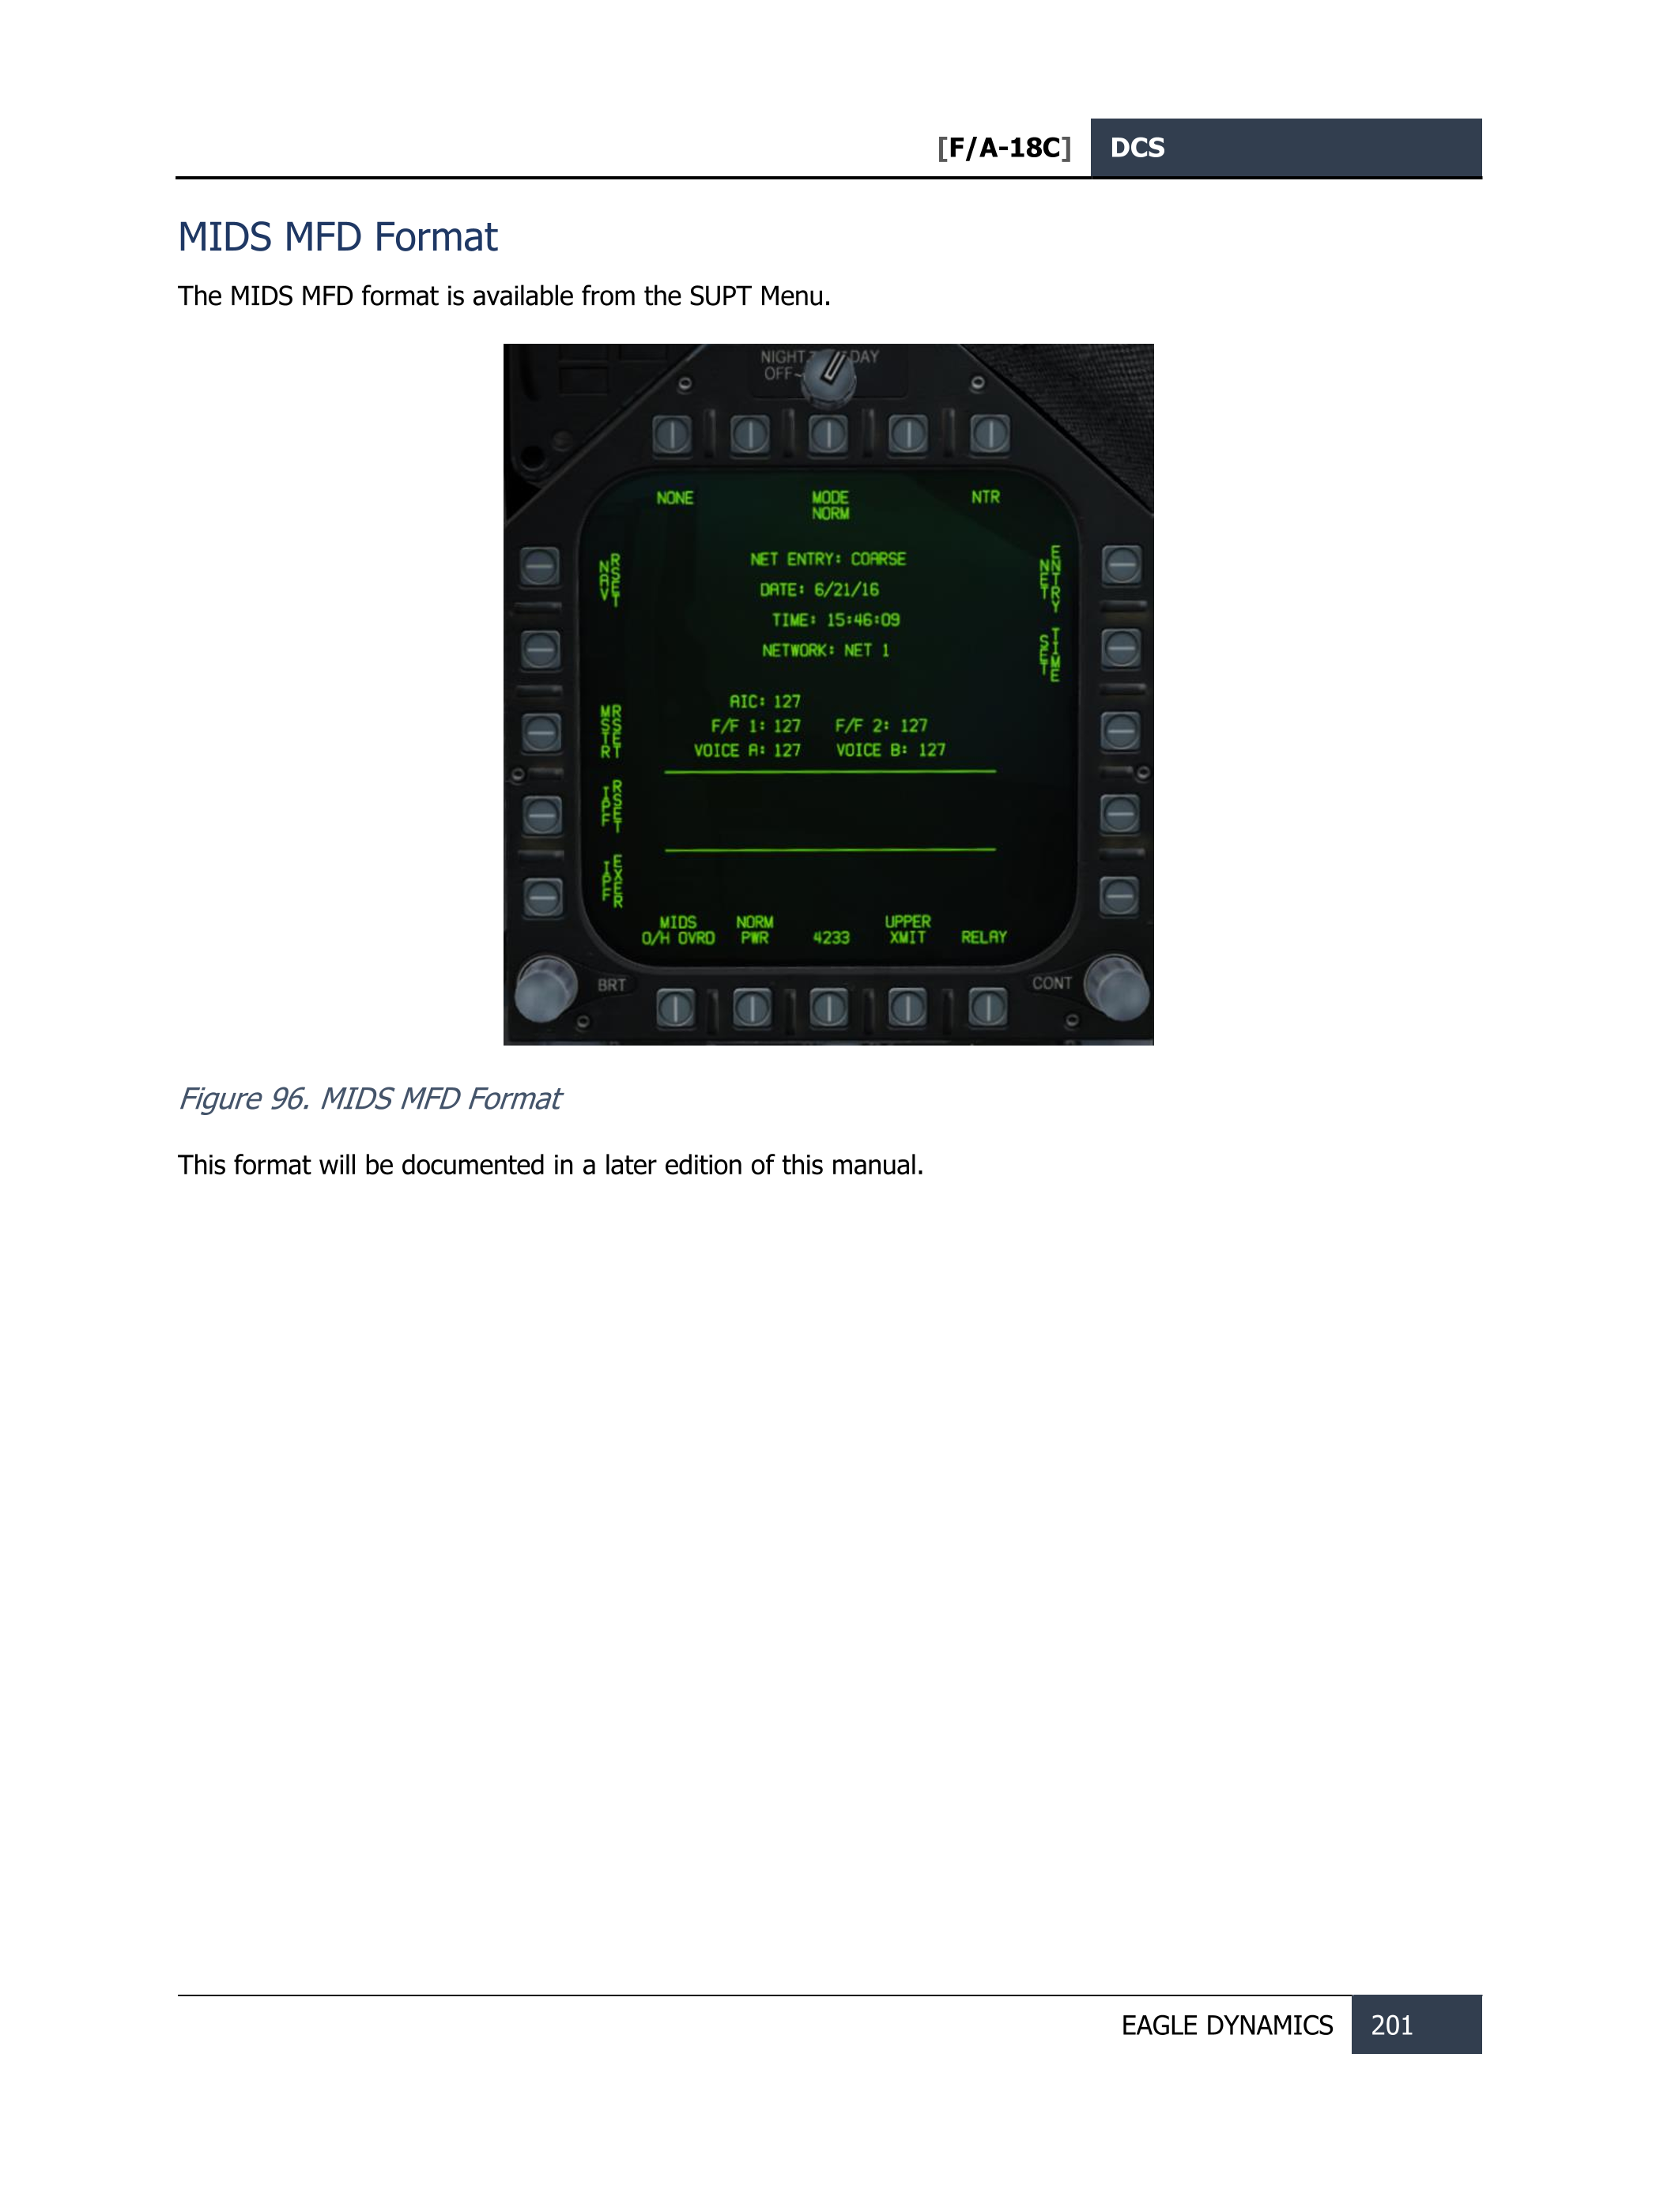 [F/A-18C] DCS
MIDS MFD Format
The MIDS MFD format is available from the SUPT Menu.
NIGHT DAY
OFF
NONE MODE NTR
NORM
NAV RSET
NET ENTRY
NET ENTRY: COARSE
DATE: 6/21/16
TIME: 15:46:09
SET TIME
NETWORK: NET 1
AIC: 127
MSTR RSET
F/F 1: 127 F/F 2: 127
VOICE A: 127 VOICE B: 127
IPF RSET
IPF EXER
MIDS NORM UPPER
O/H OVRD PWR 4233 XMIT RELAY
BRT CONT
Figure 96. MIDS MFD Format
This format will be documented in a later edition of this manual.
EAGLE DYNAMICS 201